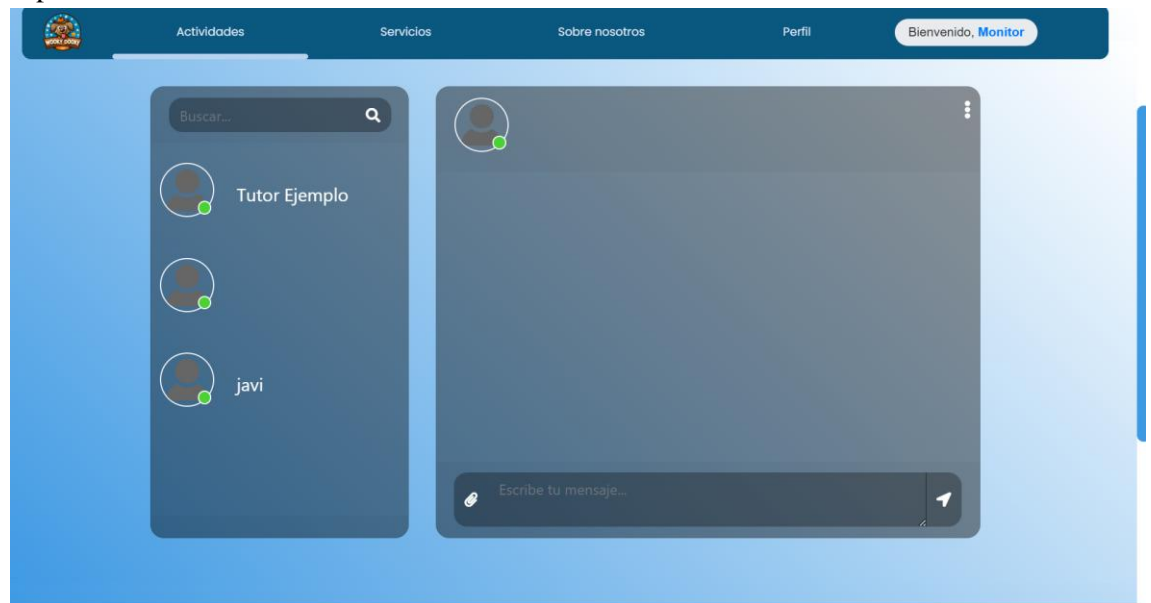 Actividades
Servicios
Sobre nosotros
Perfil
Bienvenido, Monitor
Buscar...
Tutor Ejemplo
javi
Escribe tu mensaje...